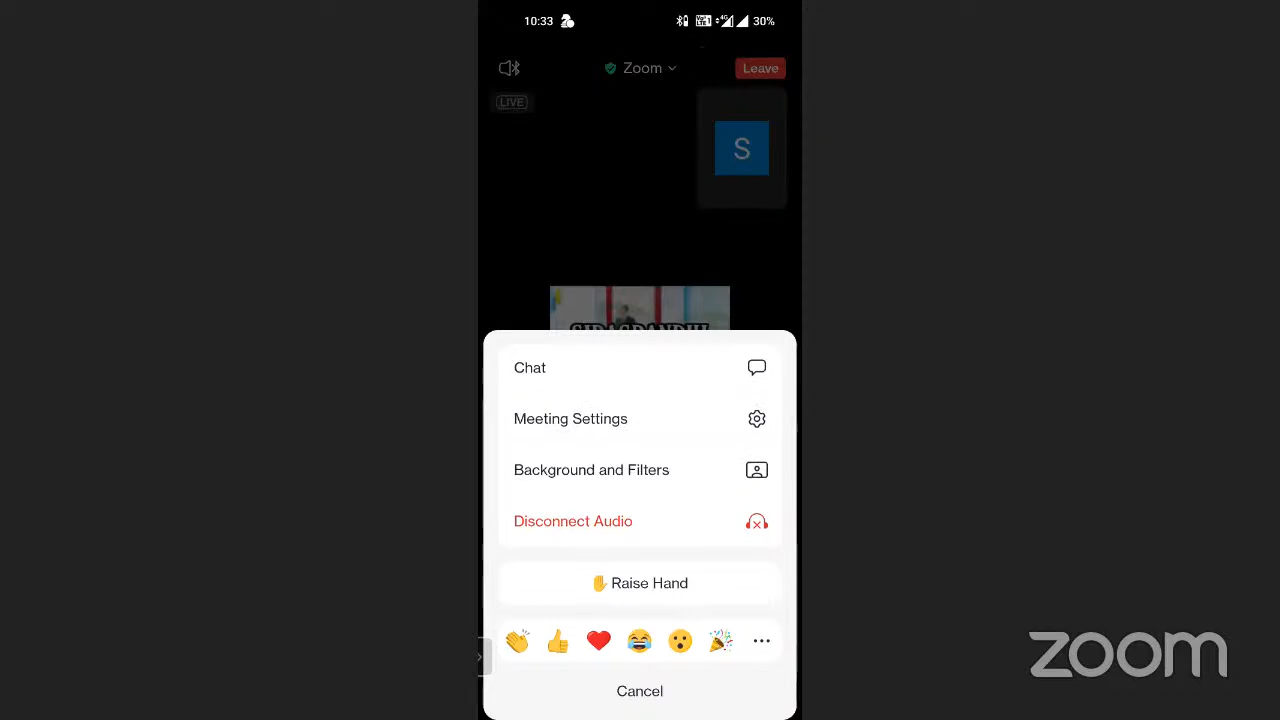 10:33
30%
Zoom
Leave
LIVE
S
Chat
Meeting Settings
Background and Filters
Disconnect Audio
Raise Hand
Cancel
zoom